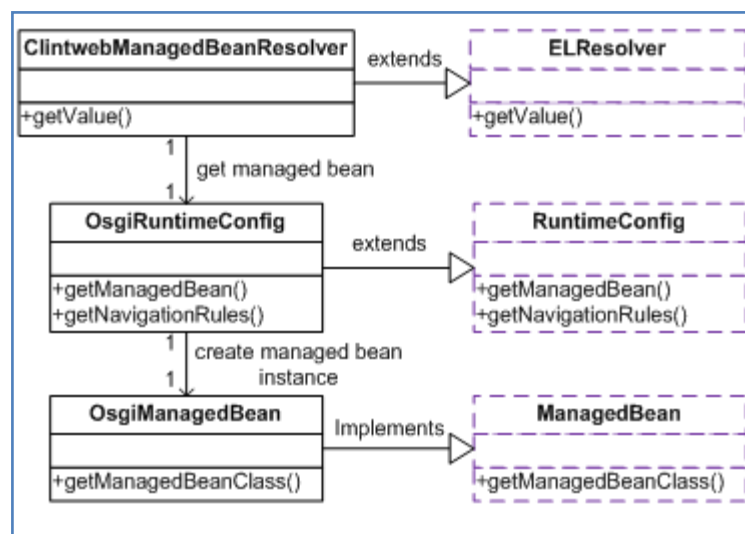 ClintwebManagedBeanResolver
+getValue()
extends
ELResolver
+getValue()
1
get managed bean
1
OsgiRuntimeConfig
+getManagedBean()
+getNavigationRules()
extends
RuntimeConfig
+getManagedBean()
+getNavigationRules()
1
create managed bean
instance
1
OsgiManagedBean
+getManagedBeanClass()
Implements
ManagedBean
+getManagedBeanClass()